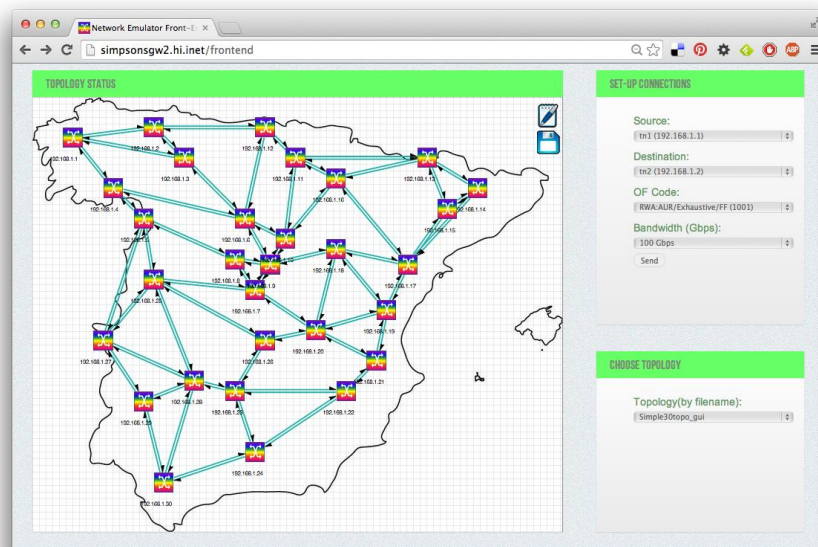 Network Emulator Front-E
simpsonsgw2.hi.inet/frontend
ABP
TOPOLOGY STATUS
192.168.1.1
192.168.1.2
192.168.1.3
192.168.1.12
192.168.1.11
192.168.1.13
192.168.1.14
192.168.1.15
192.168.1.16
192.168.1.4
192.168.1.6
192.168.1.18
192.168.1.17
192.168.1.7
192.168.1.25
192.168.1.19
192.168.1.20
192.168.1.27
192.168.1.21
192.168.1.22
192.168.1.24
192.168.1.30
SET-UP CONNECTIONS
Source:
tn1 (192.168.1.1)
Destination:
tn2 (192.168.1.2)
OF Code:
RWA:AUR/Exhaustive/FF (1001)
Bandwidth (Gbps):
100 Gbps
Send
CHOOSE TOPOLOGY
Topology(by filename):
Simple30topo_gui